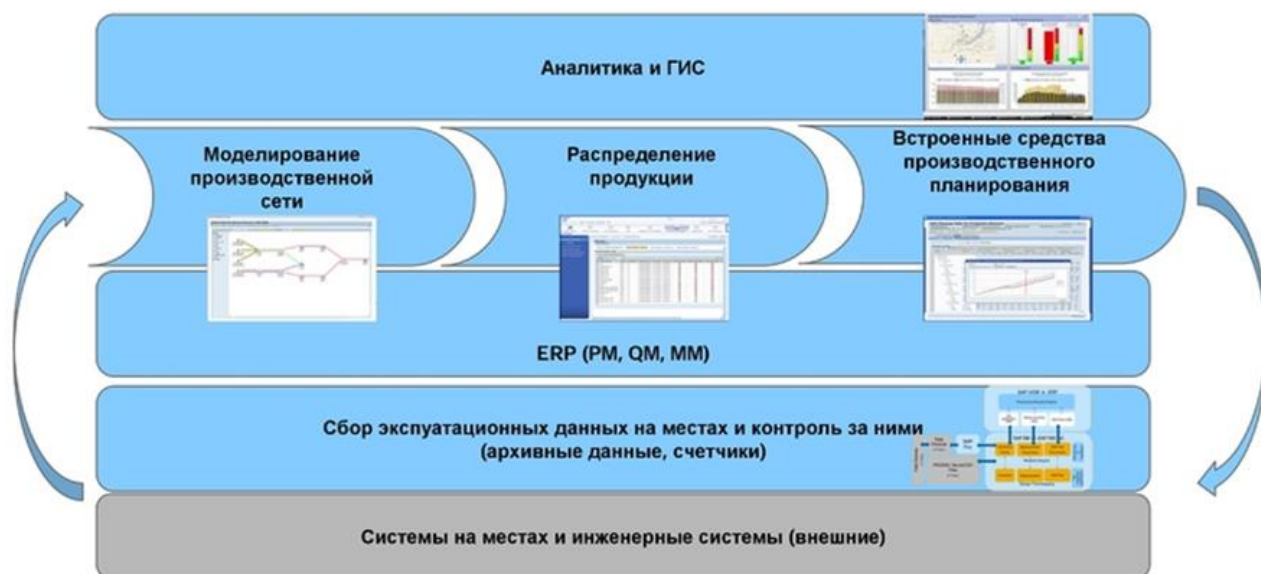 Аналитика и ГИС
Моделирование
производственной
сети
Распределение
продукции
Встроенные средства
производственного
планирования
ERP (PM, QM, MM)
Сбор экспуатационных данных на местах и контроль за ними
(архивные данные, счетчики)
Системы на местах и инженерные системы (внешние)